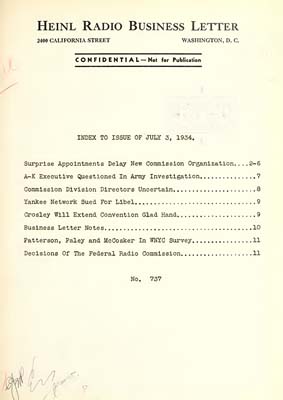 HEINL RADIO BUSINESS LETTER
2400 CALIFORNIA STREET WASHINGTON, D. C.
CONFIDENTIAL—Not for Publication
INDEX TO ISSUE OF JULY 3, 1934.
Surprise Appointments Delay New Commission Organization....2-6
A-K Executive Questioned In Army Investigation...............7
Commission Division Directors Uncertain......................8
Yankee Network Sued For Libel................................9
Crosley Will Extend Convention Glad Hand.....................9
Business Letter Notes.......................................10
Patterson, Paley and McCosker In WNYC Survey................11
Decisions Of The Federal Radio Commission...................11
No. 737